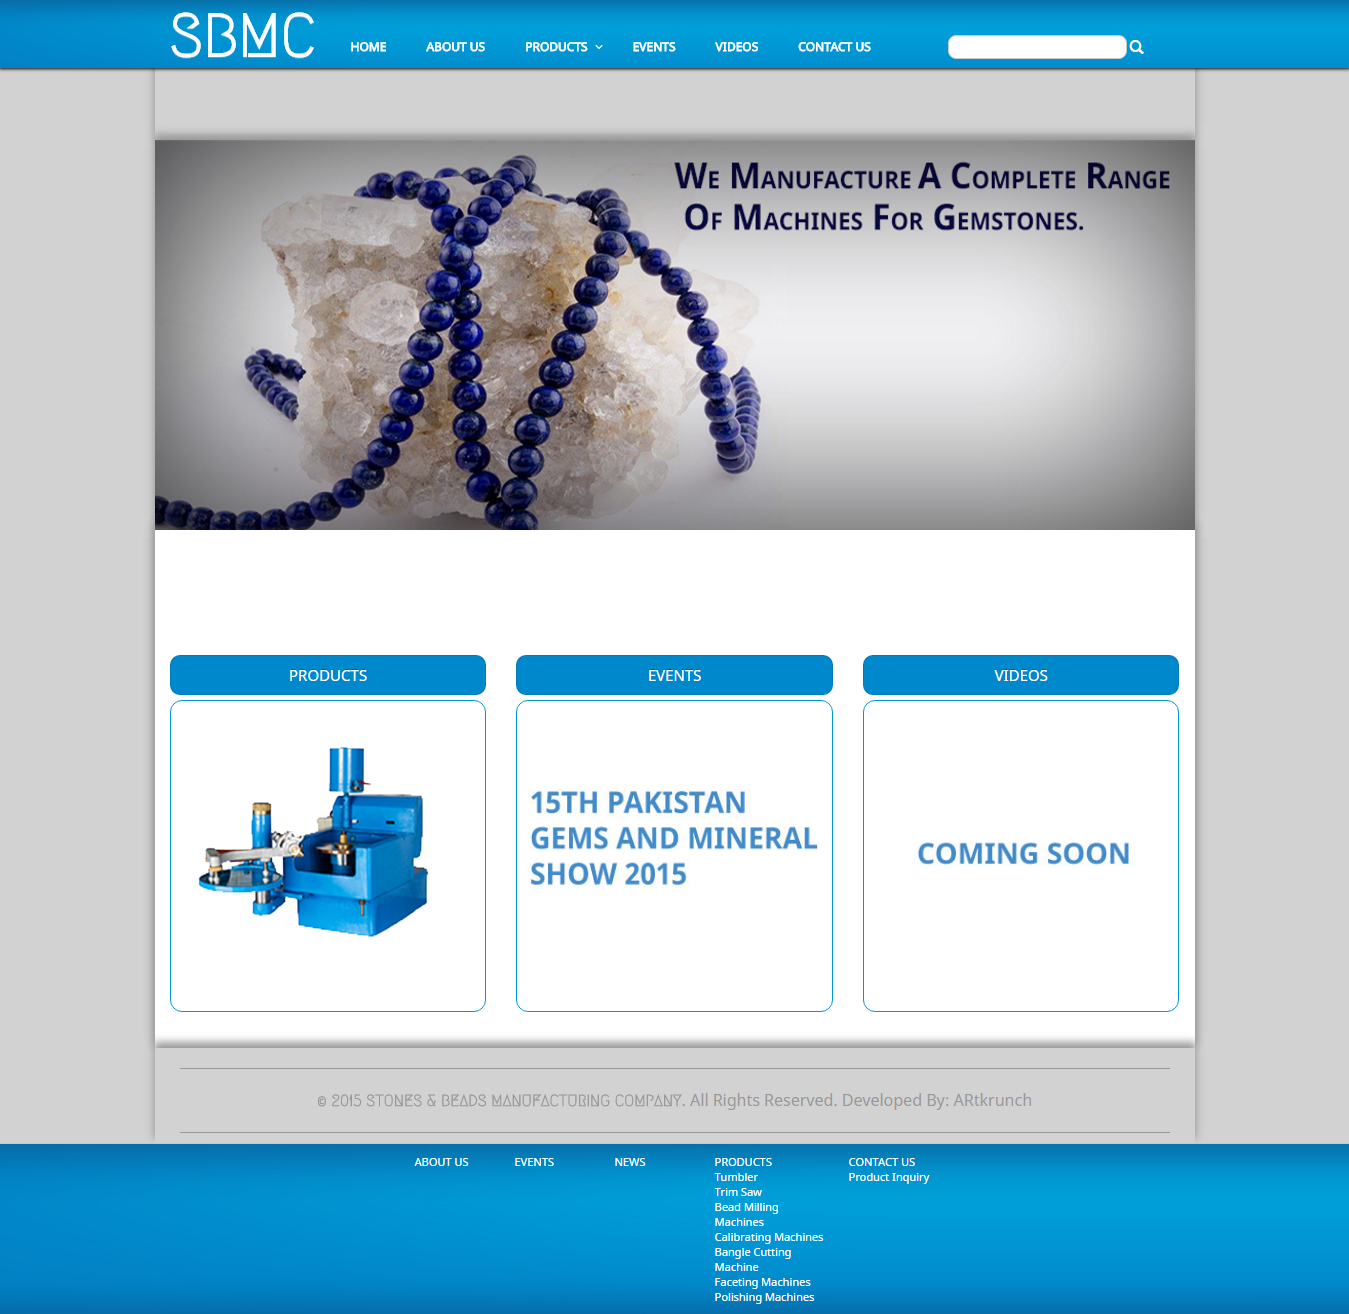 SBMC
HOME ABOUT US PRODUCTS EVENTS VIDEOS CONTACT US
WE MANUFACTURE A COMPLETE RANGE
OF MACHINES FOR GEMSTONES.
PRODUCTS
EVENTS
VIDEOS
15TH PAKISTAN
GEMS AND MINERAL
SHOW 2015
COMING SOON
© 2015 STONES & BEADS MANUFACTURING COMPANY. All Rights Reserved. Developed By: ARtkrunch
ABOUT US
EVENTS
NEWS
PRODUCTS
Tumbler
Trim Saw
Bead Milling
Machines
Calibrating Machines
Bangle Cutting
Machine
Faceting Machines
Polishing Machines
CONTACT US
Product Inquiry